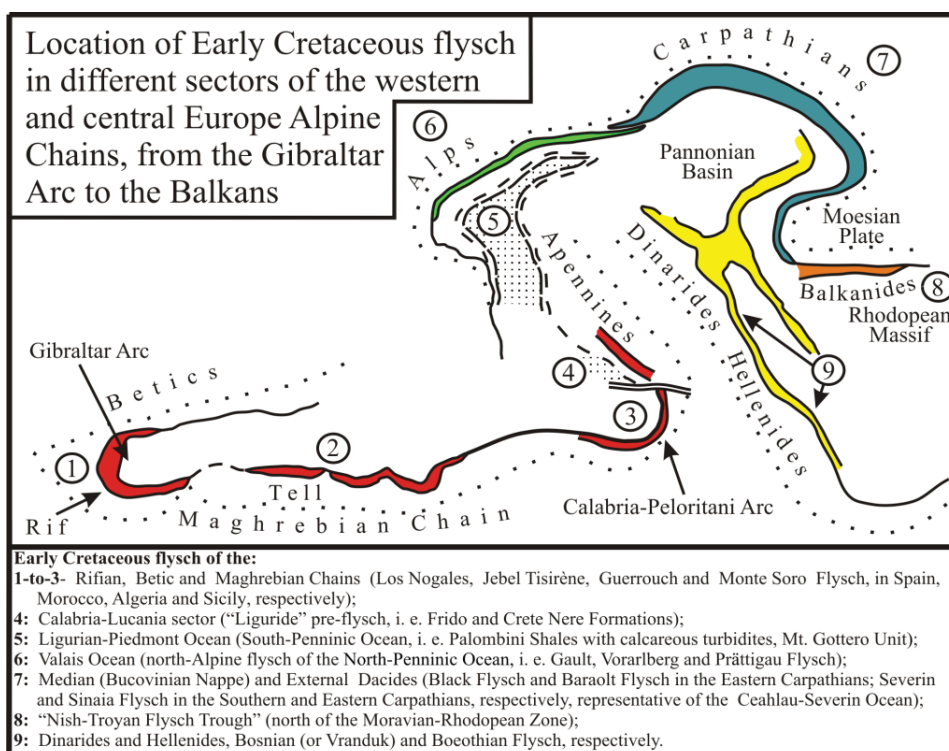 Location of Early Cretaceous flysch
in different sectors of the western
and central Europe Alpine
Chains, from the Gibraltar
Arc to the Balkans
Carpathians
7
6
Alps
Pannonian
Basin
5
Apennines
Dinarides
Moesian
Plate
Balkanides
8
Rhodopean
Massif
Gibraltar Arc
Betics
4
9
Hellenides
3
1
2
Tell
Rif
Maghrebian Chain
Calabria-Peloritani Arc
Early Cretaceous flysch of the:
1-to-3- Rifian, Betic and Maghrebian Chains (Los Nogales, Jebel Tisirène, Guerrouch and Monte Soro Flysch, in Spain,
Morocco, Algeria and Sicily, respectively);
4: Calabria-Lucania sector (“Liguride” pre-flysch, i. e. Frido and Crete Nere Formations);
5: Ligurian-Piedmont Ocean (South-Penninic Ocean, i. e. Palombini Shales with calcareous turbidites, Mt. Gottero Unit);
6: Valais Ocean (north-Alpine flysch of the North-Penninic Ocean, i. e. Gault, Vorarlberg and Prättigau Flysch);
7: Median (Bucovinian Nappe) and External Dacides (Black Flysch and Baraolt Flysch in the Eastern Carpathians; Severin
and Sinaia Flysch in the Southern and Eastern Carpathians, respectively, representative of the Ceahlau-Severin Ocean);
8: “Nish-Troyan Flysch Trough” (north of the Moravian-Rhodopean Zone);
9: Dinarides and Hellenides, Bosnian (or Vranduk) and Boeothian Flysch, respectively.